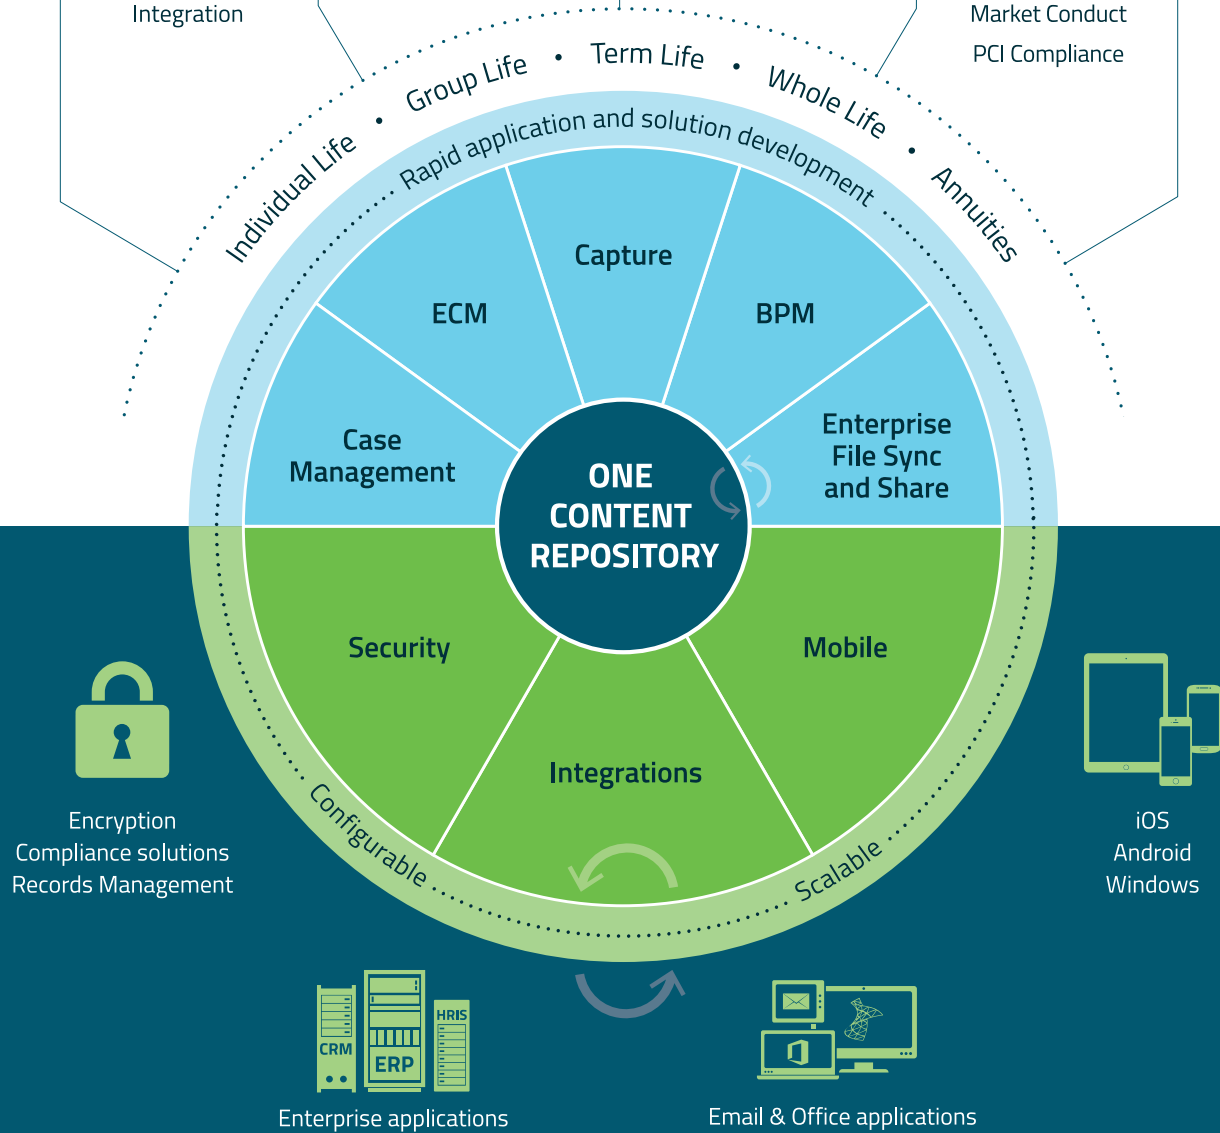 Integration
Market Conduct
PCI Compliance
Individual Life • Group Life • Term Life • Whole Life • Annuities
Rapid application and solution development
Capture
ECM
BPM
Case
Management
Enterprise
File Sync
and Share
ONE
CONTENT
REPOSITORY
Security
Mobile
Integrations
Configurable
Scalable
Encryption
Compliance solutions
Records Management
iOS
Android
Windows
CRM
ERP
HRIS
Enterprise applications
Email & Office applications